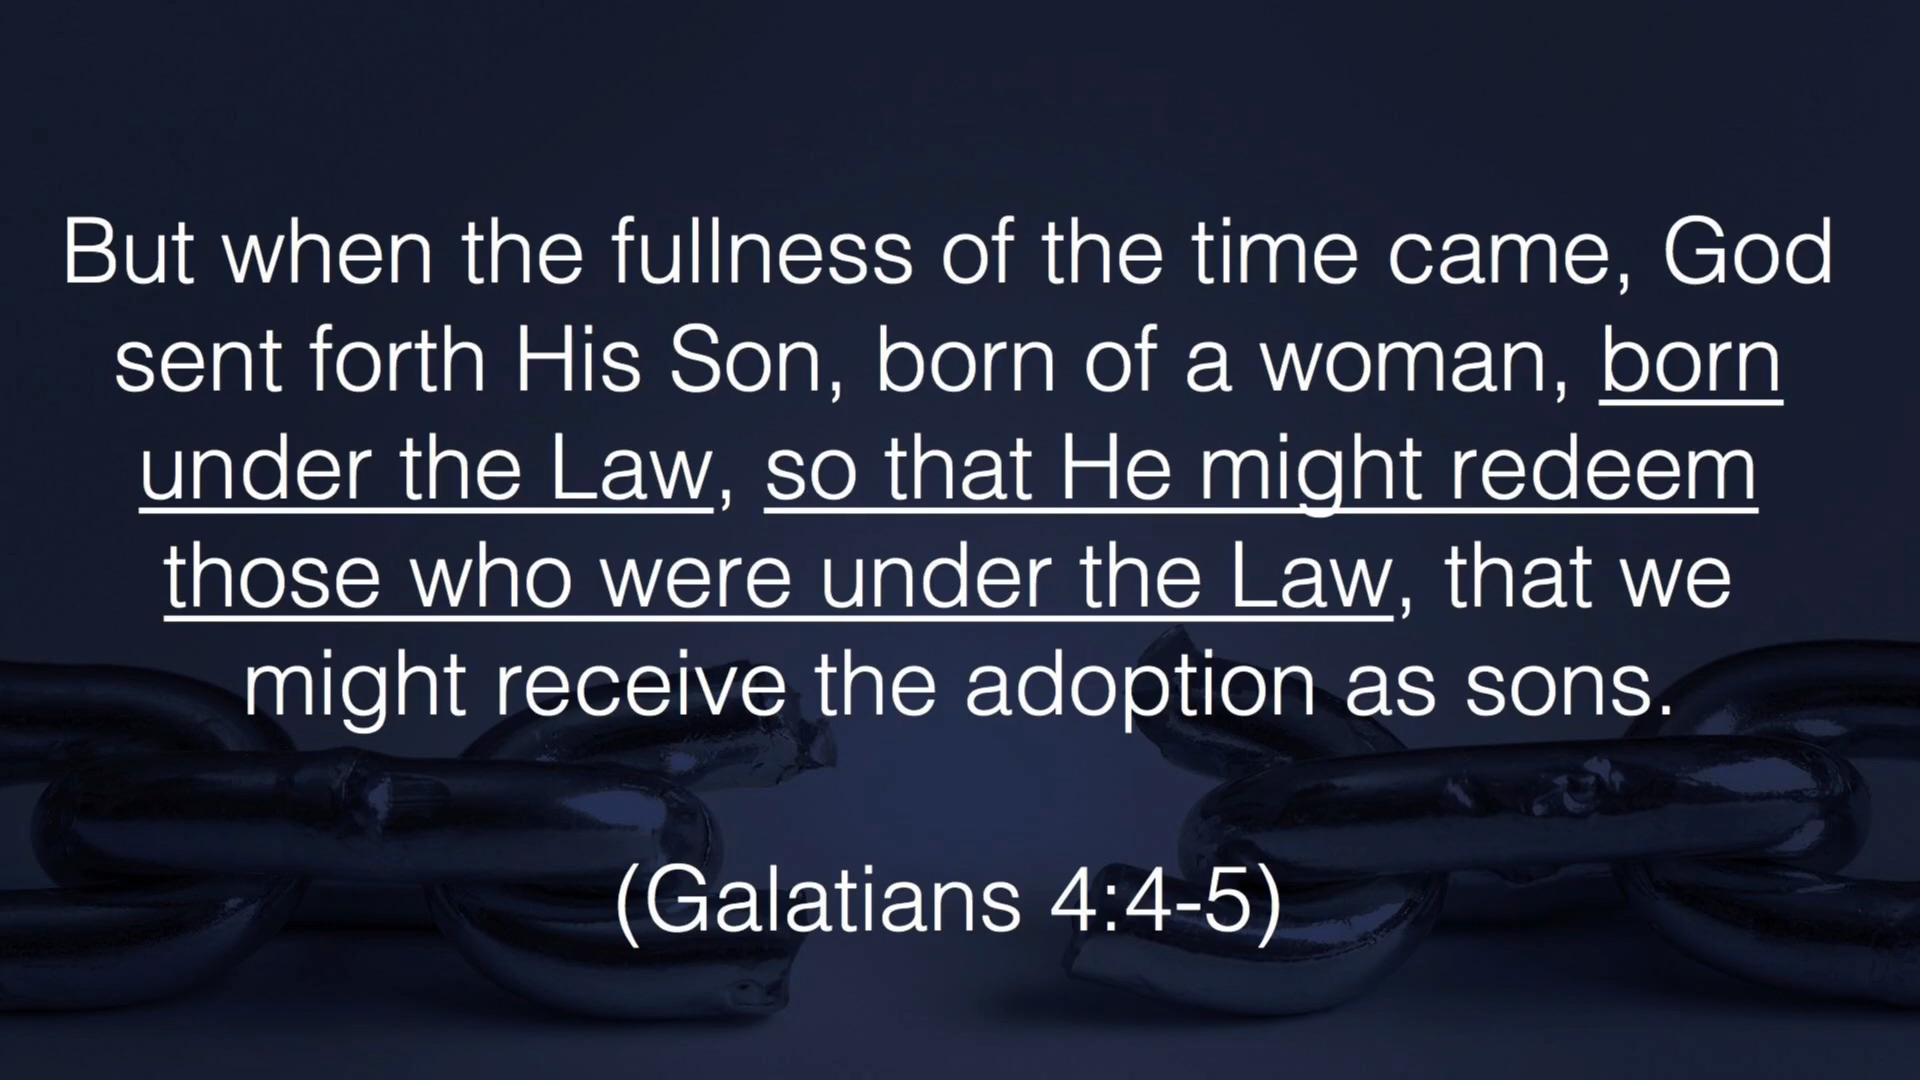 But when the fullness of the time came, God
sent forth His Son, born of a woman, born
under the Law, so that He might redeem
those who were under the Law, that we
might receive the adoption as sons.
(Galatians 4:4-5)